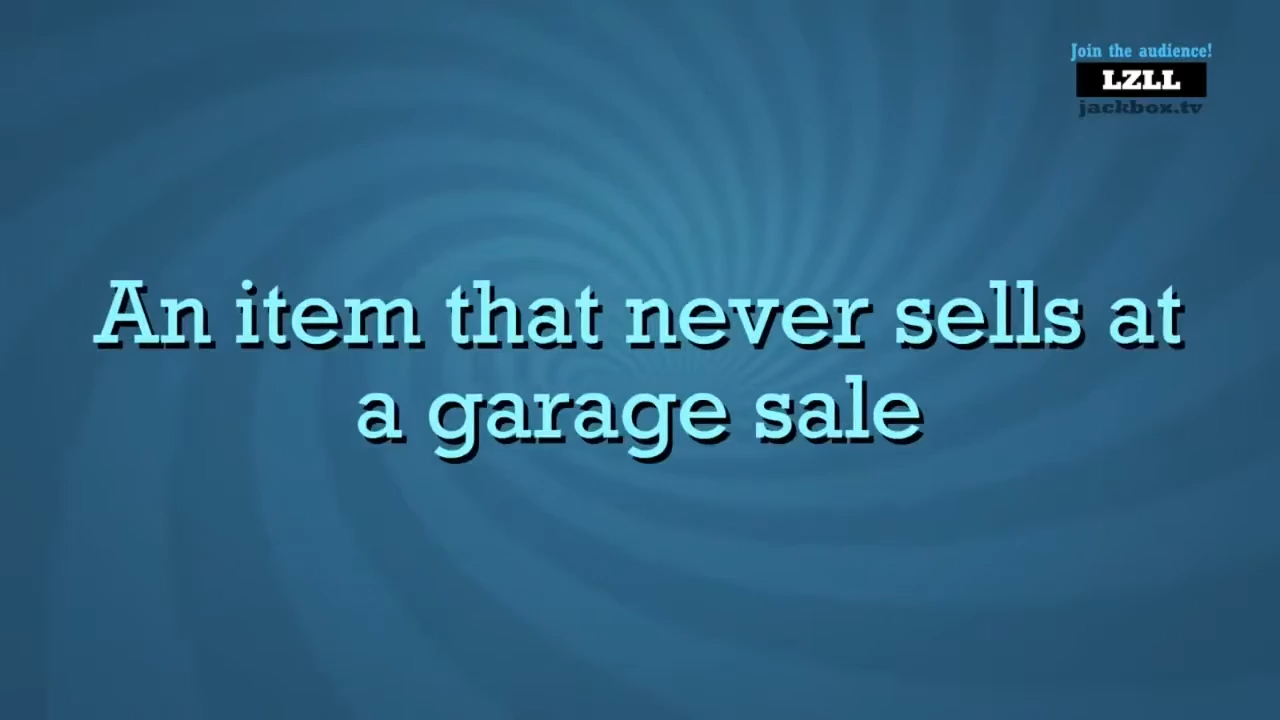 Join the audience!
LZLL
jackbox.tv
An item that never sells at
a garage sale